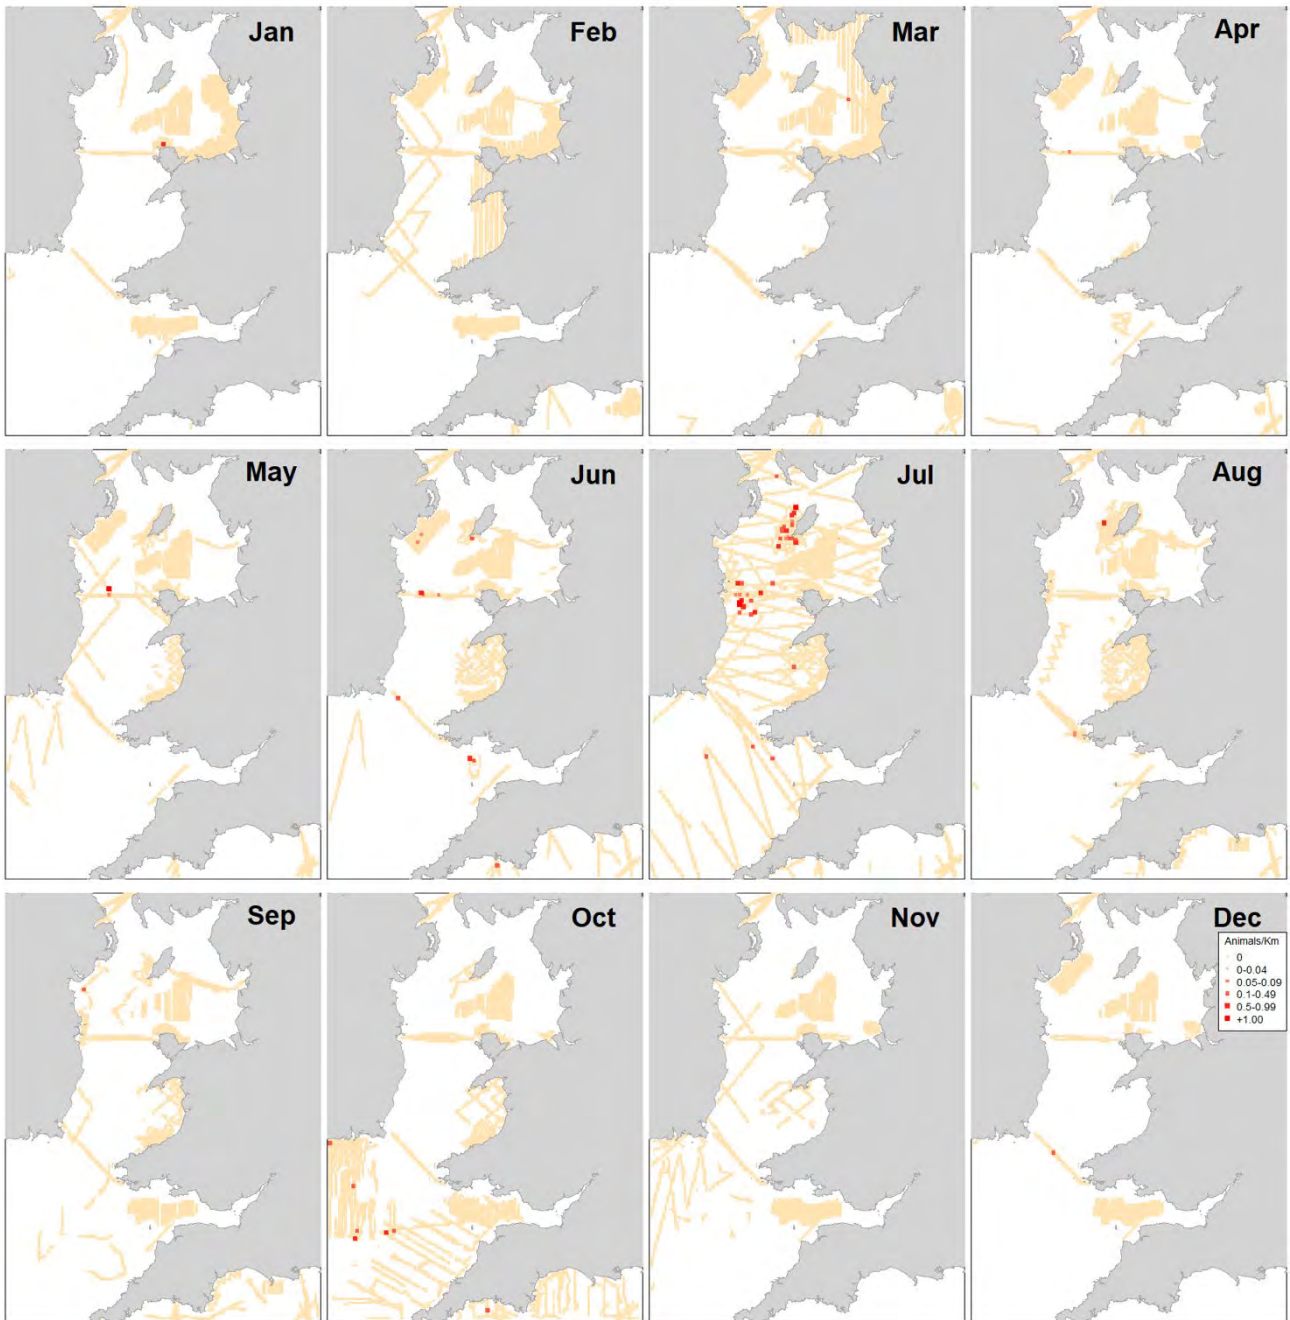 Jan
Feb
Mar
Apr
May
Jun
Jul
Aug
Sep
Oct
Nov
Dec
Animals/Km
0
0-0.04
0.05-0.09
0.1-0.49
0.5-0.99
+1.00